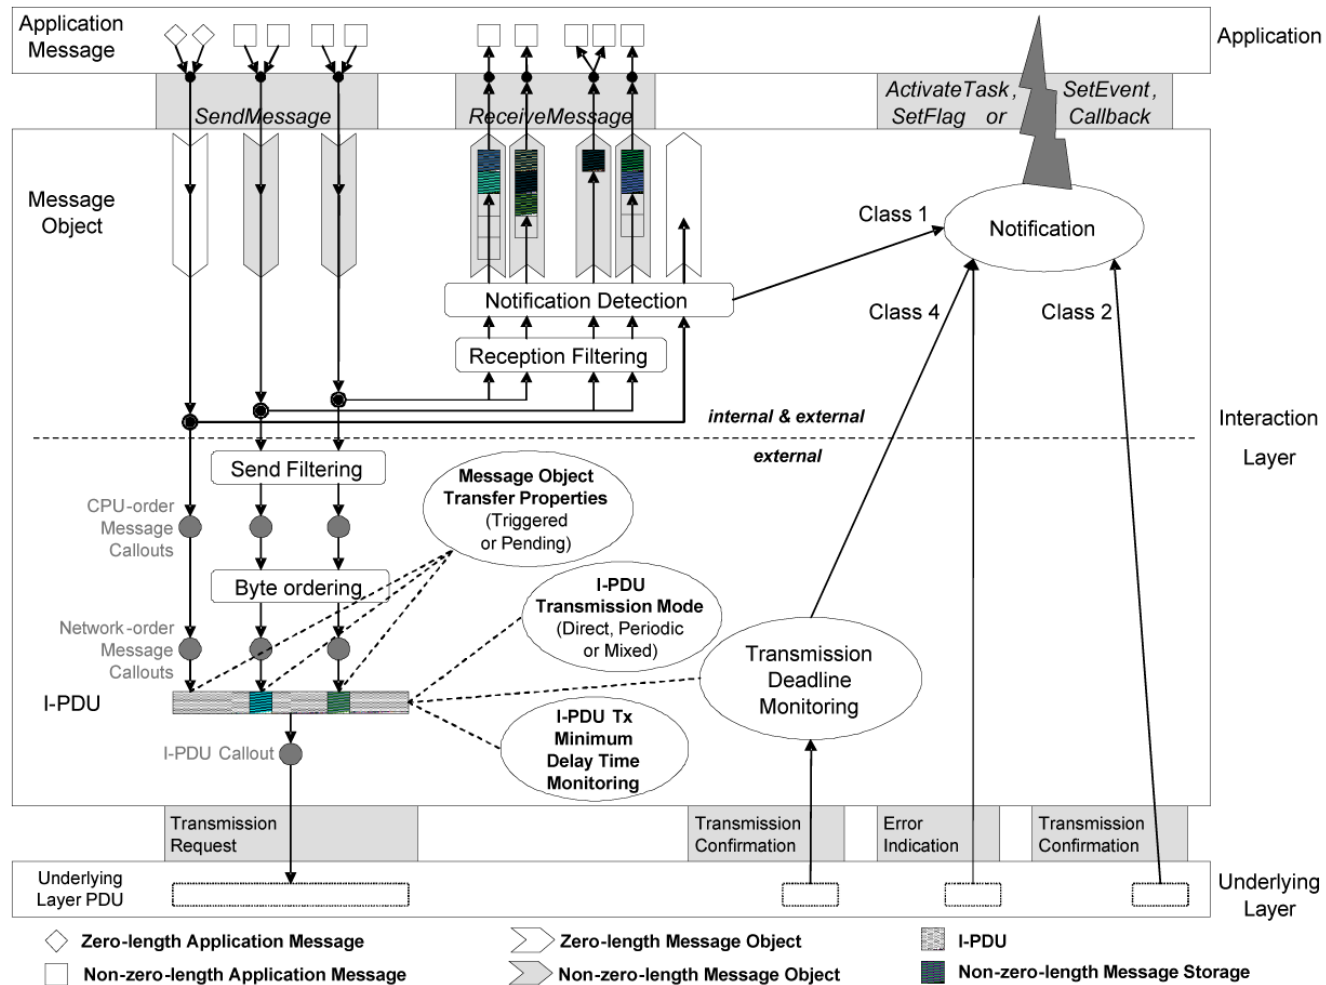 Application
Message
Application
SendMessage
ReceiveMessage
ActivateTask, SetEvent,
SetFlag or Callback
Message
Object
Class 1
Notification
Notification Detection
Class 4
Class 2
Reception Filtering
internal & external
external
Interaction
Layer
Send Filtering
Message Object
Transfer Properties
(Triggered
or Pending)
CPU-order
Message
Callouts
Byte ordering
I-PDU
Transmission Mode
(Direct, Periodic
or Mixed)
Network-order
Message
Callouts
Transmission
Deadline
Monitoring
I-PDU
I-PDU Tx
Minimum
Delay Time
Monitoring
I-PDU Callout
Transmission
Request
Transmission
Confirmation
Error
Indication
Transmission
Confirmation
Underlying
Layer PDU
Underlying
Layer
Zero-length Application Message
Zero-length Message Object
I-PDU
Non-zero-length Application Message
Non-zero-length Message Object
Non-zero-length Message Storage